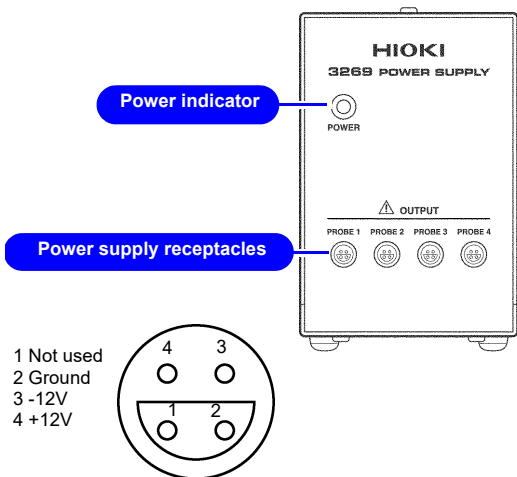 HIOKI
3269 POWER SUPPLY
Power indicator
POWER
⚠ OUTPUT
PROBE 1 PROBE 2 PROBE 3 PROBE 4
Power supply receptacles
1 Not used
2 Ground
3 -12V
4 +12V
4 3
1 2